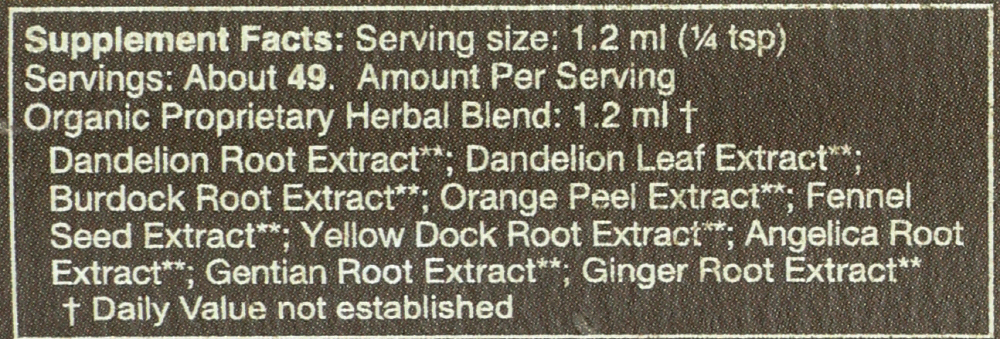 Supplement Facts: Serving size: 1.2 ml (¼ tsp)
Servings: About 49. Amount Per Serving
Organic Proprietary Herbal Blend: 1.2 ml †
Dandelion Root Extract**; Dandelion Leaf Extract**;
Burdock Root Extract**; Orange Peel Extract**; Fennel
Seed Extract**; Yellow Dock Root Extract**; Angelica Root
Extract**; Gentian Root Extract**; Ginger Root Extract**
† Daily Value not established